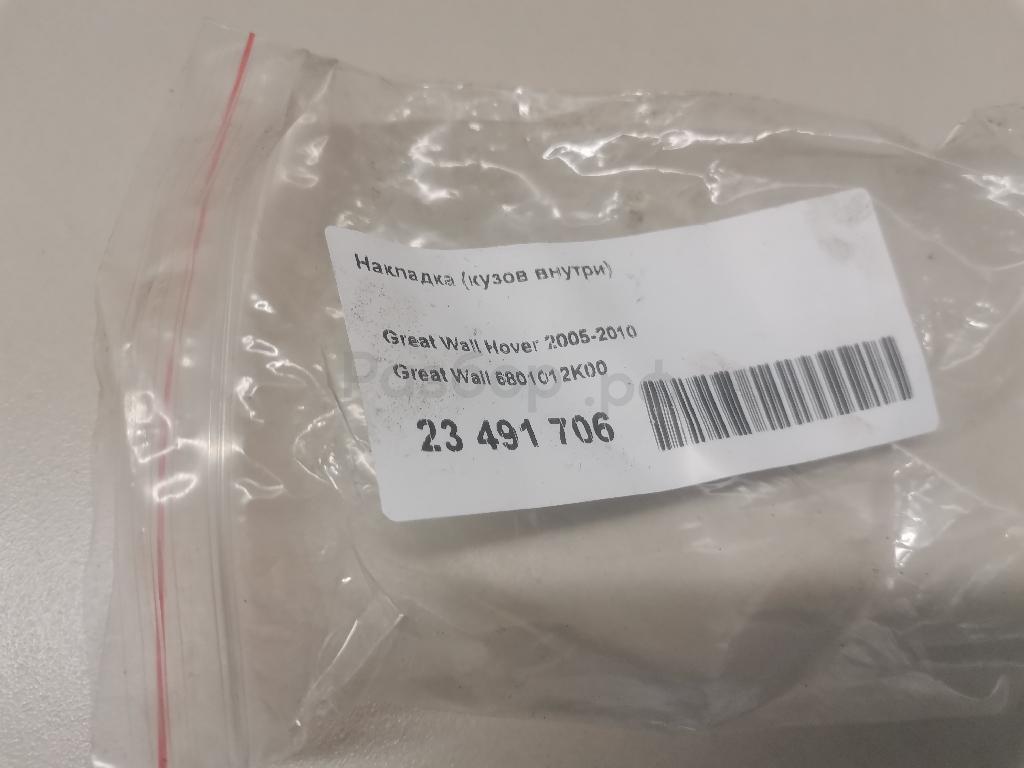 Накладка (кузов внутри)
Great Wall Hover 2005-2010
Great Wall 6801012K00
23 491 706